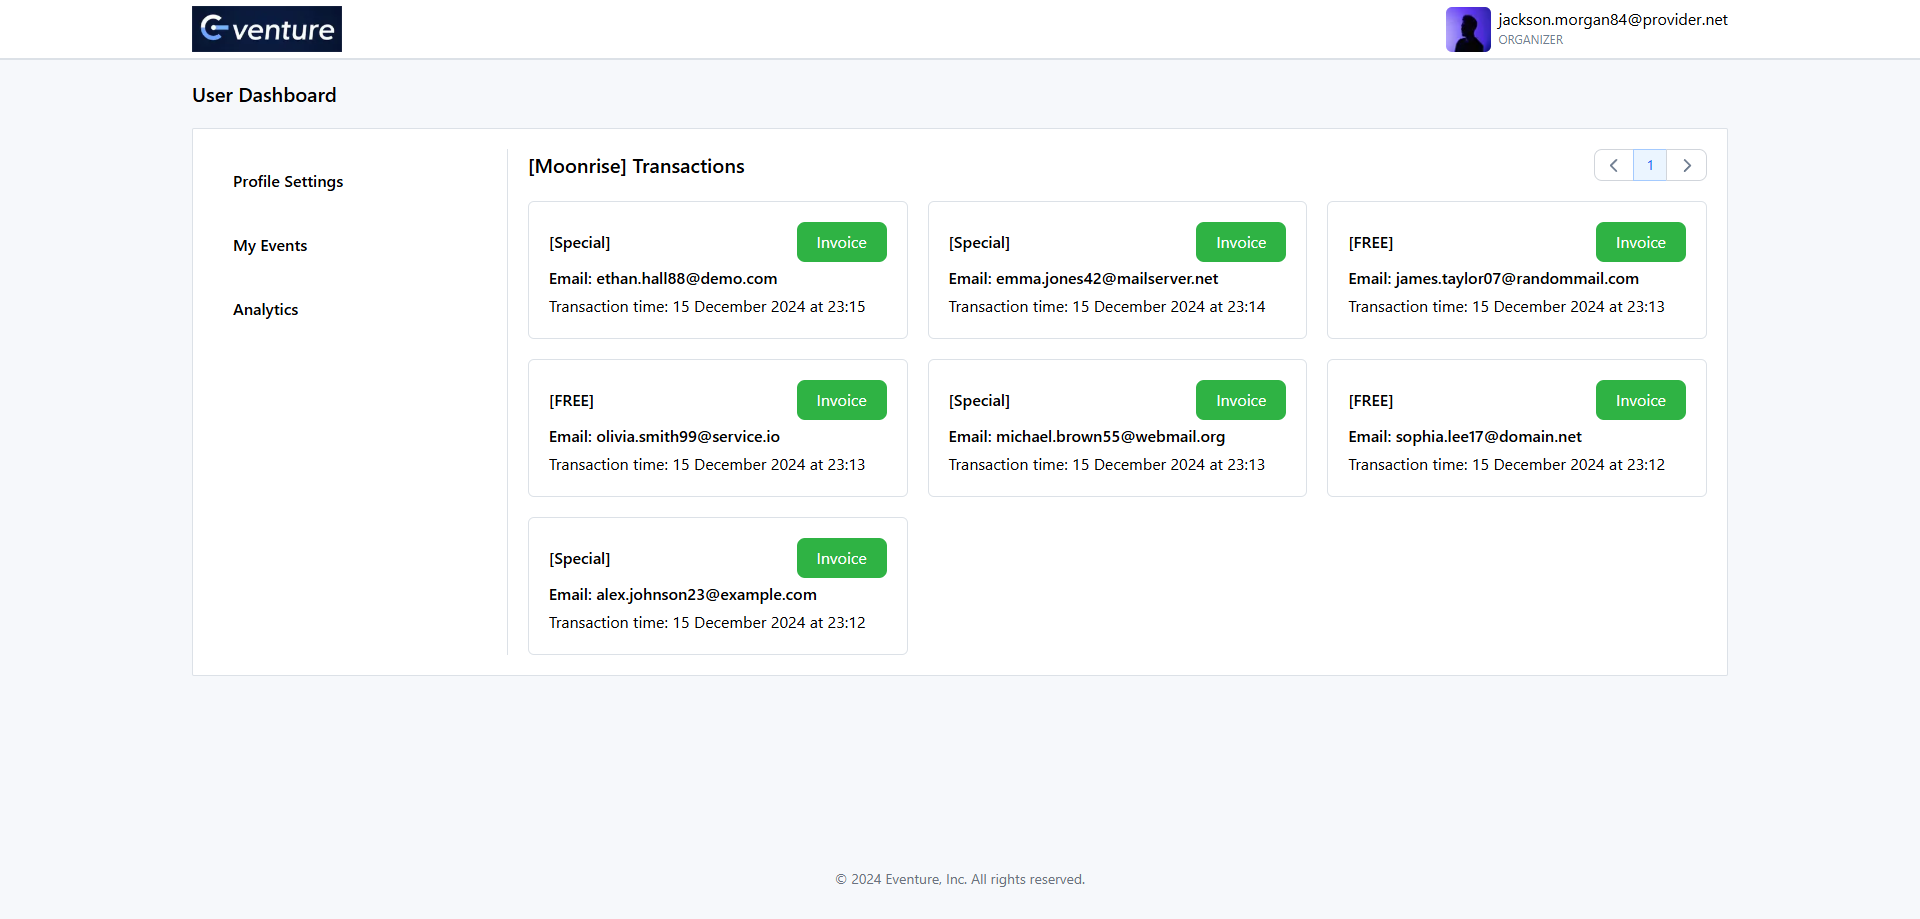 Eventure
jackson.morgan84@provider.net
ORGANIZER
User Dashboard
Profile Settings
My Events
Analytics
[Moonrise] Transactions
1
[Special]
Invoice
Email: ethan.hall88@demo.com
Transaction time: 15 December 2024 at 23:15
[Special]
Invoice
Email: emma.jones42@mailserver.net
Transaction time: 15 December 2024 at 23:14
[FREE]
Invoice
Email: james.taylor07@randommail.com
Transaction time: 15 December 2024 at 23:13
[FREE]
Invoice
Email: olivia.smith99@service.io
Transaction time: 15 December 2024 at 23:13
[Special]
Invoice
Email: michael.brown55@webmail.org
Transaction time: 15 December 2024 at 23:13
[FREE]
Invoice
Email: sophia.lee17@domain.net
Transaction time: 15 December 2024 at 23:12
[Special]
Invoice
Email: alex.johnson23@example.com
Transaction time: 15 December 2024 at 23:12
© 2024 Eventure, Inc. All rights reserved.